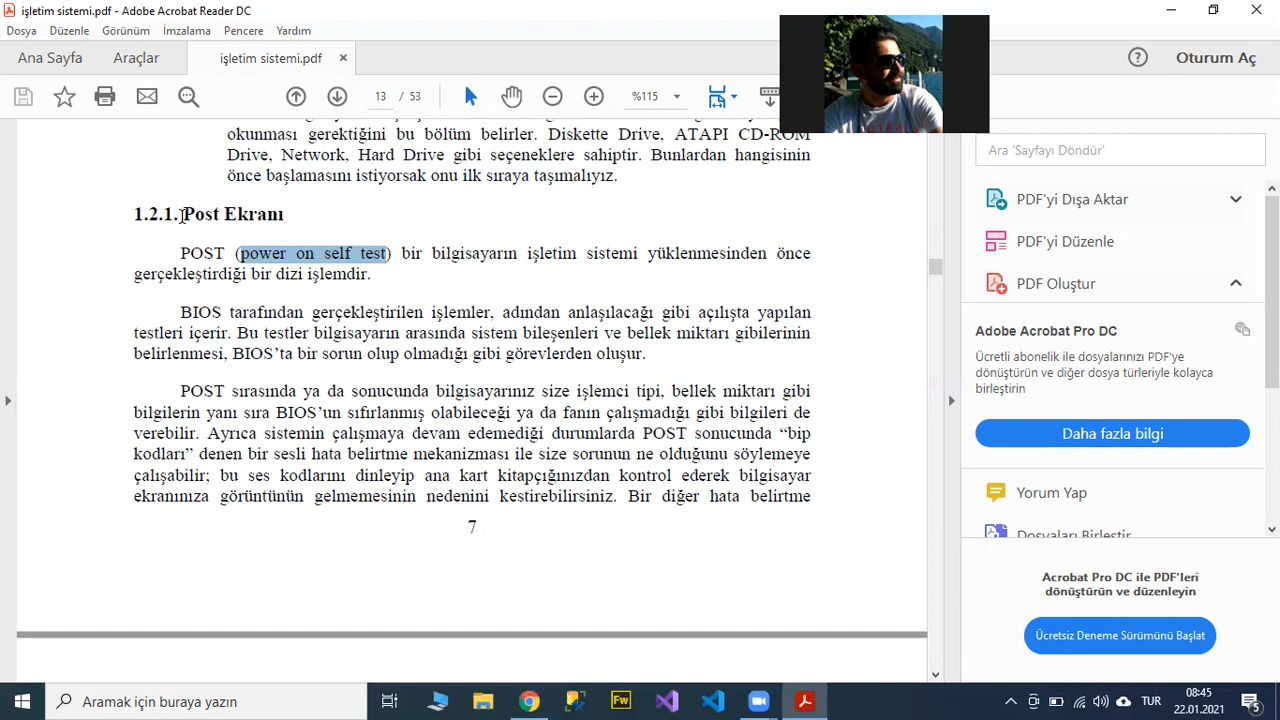 işletim sistemi.pdf - Adobe Acrobat Reader DC
Dosya Düzenle Görünüm İmzalama Pencere Yardım
Ana Sayfa Araçlar işletim sistemi.pdf Oturum Aç
13 / 53 %115
okunması gerektiğini bu bölüm belirler. Diskette Drive, ATAPI CD-ROM
Drive, Network, Hard Drive gibi seçeneklere sahiptir. Bunlardan hangisinin
önce başlamasını istiyorsak onu ilk sıraya taşımalıyız.
1.2.1. Post Ekranı
POST (power on self test) bir bilgisayarın işletim sistemi yüklenmesinden önce
gerçekleştirdiği bir dizi işlemdir.
BIOS tarafından gerçekleştirilen işlemler, adından anlaşılacağı gibi açılışta yapılan
testleri içerir. Bu testler bilgisayarın arasında sistem bileşenleri ve bellek miktarı gibilerinin
belirlenmesi, BIOS’ta bir sorun olup olmadığı gibi görevlerden oluşur.
POST sırasında ya da sonucunda bilgisayarınız size işlemci tipi, bellek miktarı gibi
bilgilerin yanı sıra BIOS’un sıfırlanmış olabileceği ya da fanın çalışmadığı gibi bilgileri de
verebilir. Ayrıca sistemin çalışmaya devam edemediği durumlarda POST sonucunda “bip
kodları” denen bir sesli hata belirtme mekanizması ile size sorunun ne olduğunu söylemeye
çalışabilir; bu ses kodlarını dinleyip ana kart kitapçığınızdan kontrol ederek bilgisayar
ekranınıza görüntünün gelmemesinin nedenini kestirebilirsiniz. Bir diğer hata belirtme
7
Ara 'Sayfayı Döndür'
PDF'yi Dışa Aktar
PDF'yi Düzenle
PDF Oluştur
Adobe Acrobat Pro DC
Ücretli abonelik ile dosyalarınızı PDF'ye
dönüştürün ve diğer dosya türleriyle kolayca
birleştirin
Daha fazla bilgi
Yorum Yap
Dosyaları Birleştir
Acrobat Pro DC ile PDF'leri
dönüştürün ve düzenleyin
Ücretsiz Deneme Sürümünü Başlat
Aramak için buraya yazın
Fw
TUR
08:45
22.01.2021
5